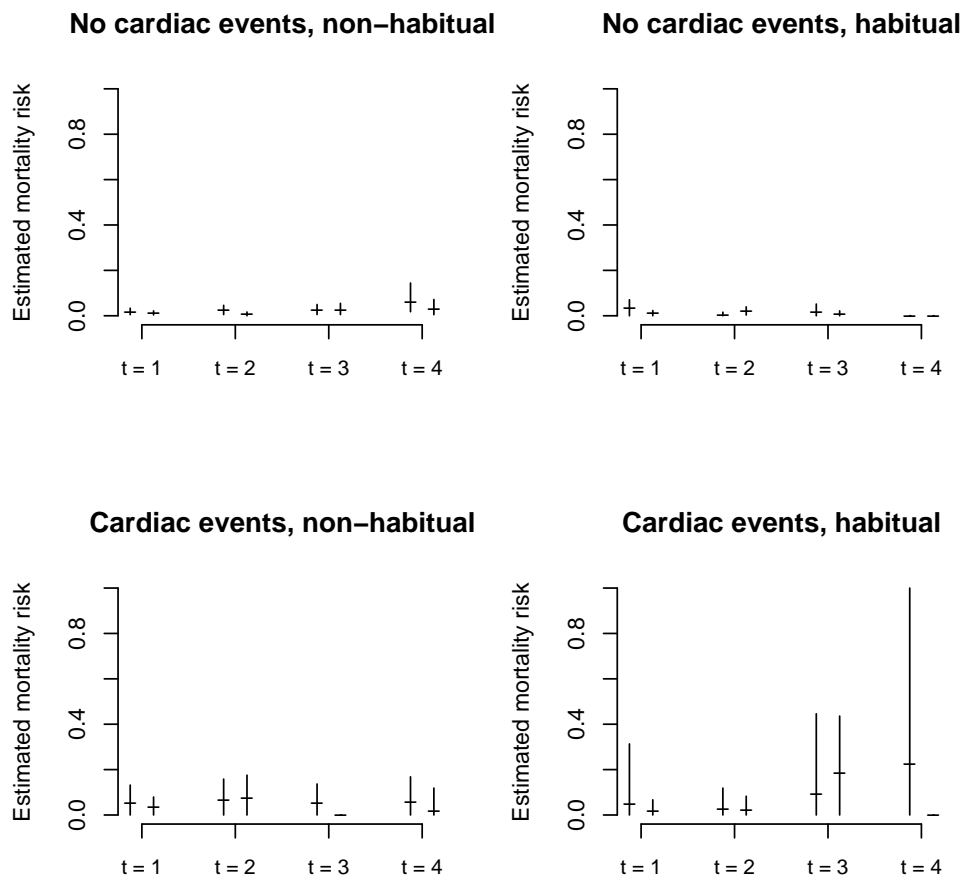 No cardiac events, non−habitual
Estimated mortality risk
0.0 0.4 0.8
t = 1 t = 2 t = 3 t = 4
No cardiac events, habitual
Estimated mortality risk
0.0 0.4 0.8
t = 1 t = 2 t = 3 t = 4
Cardiac events, non−habitual
Estimated mortality risk
0.0 0.4 0.8
t = 1 t = 2 t = 3 t = 4
Cardiac events, habitual
Estimated mortality risk
0.0 0.4 0.8
t = 1 t = 2 t = 3 t = 4